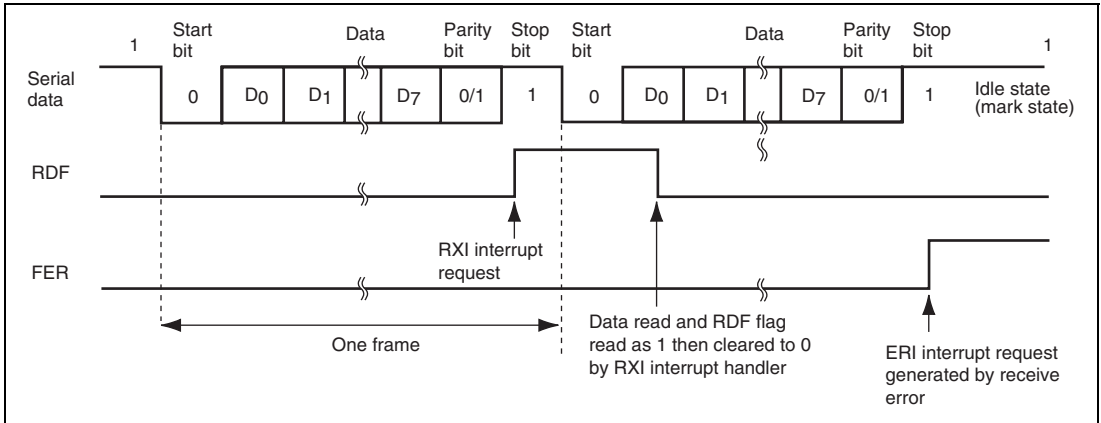 1
Start
bit
Data
Parity
bit
Stop
bit
Start
bit
Data
Parity
bit
Stop
bit
1
Serial
data
0
D0
D1
D7
0/1
1
0
D0
D1
D7
0/1
1
Idle state
(mark state)
RDF
RXI interrupt
request
FER
One frame
Data read and RDF flag
read as 1 then cleared to 0
by RXI interrupt handler
ERI interrupt request
generated by receive
error